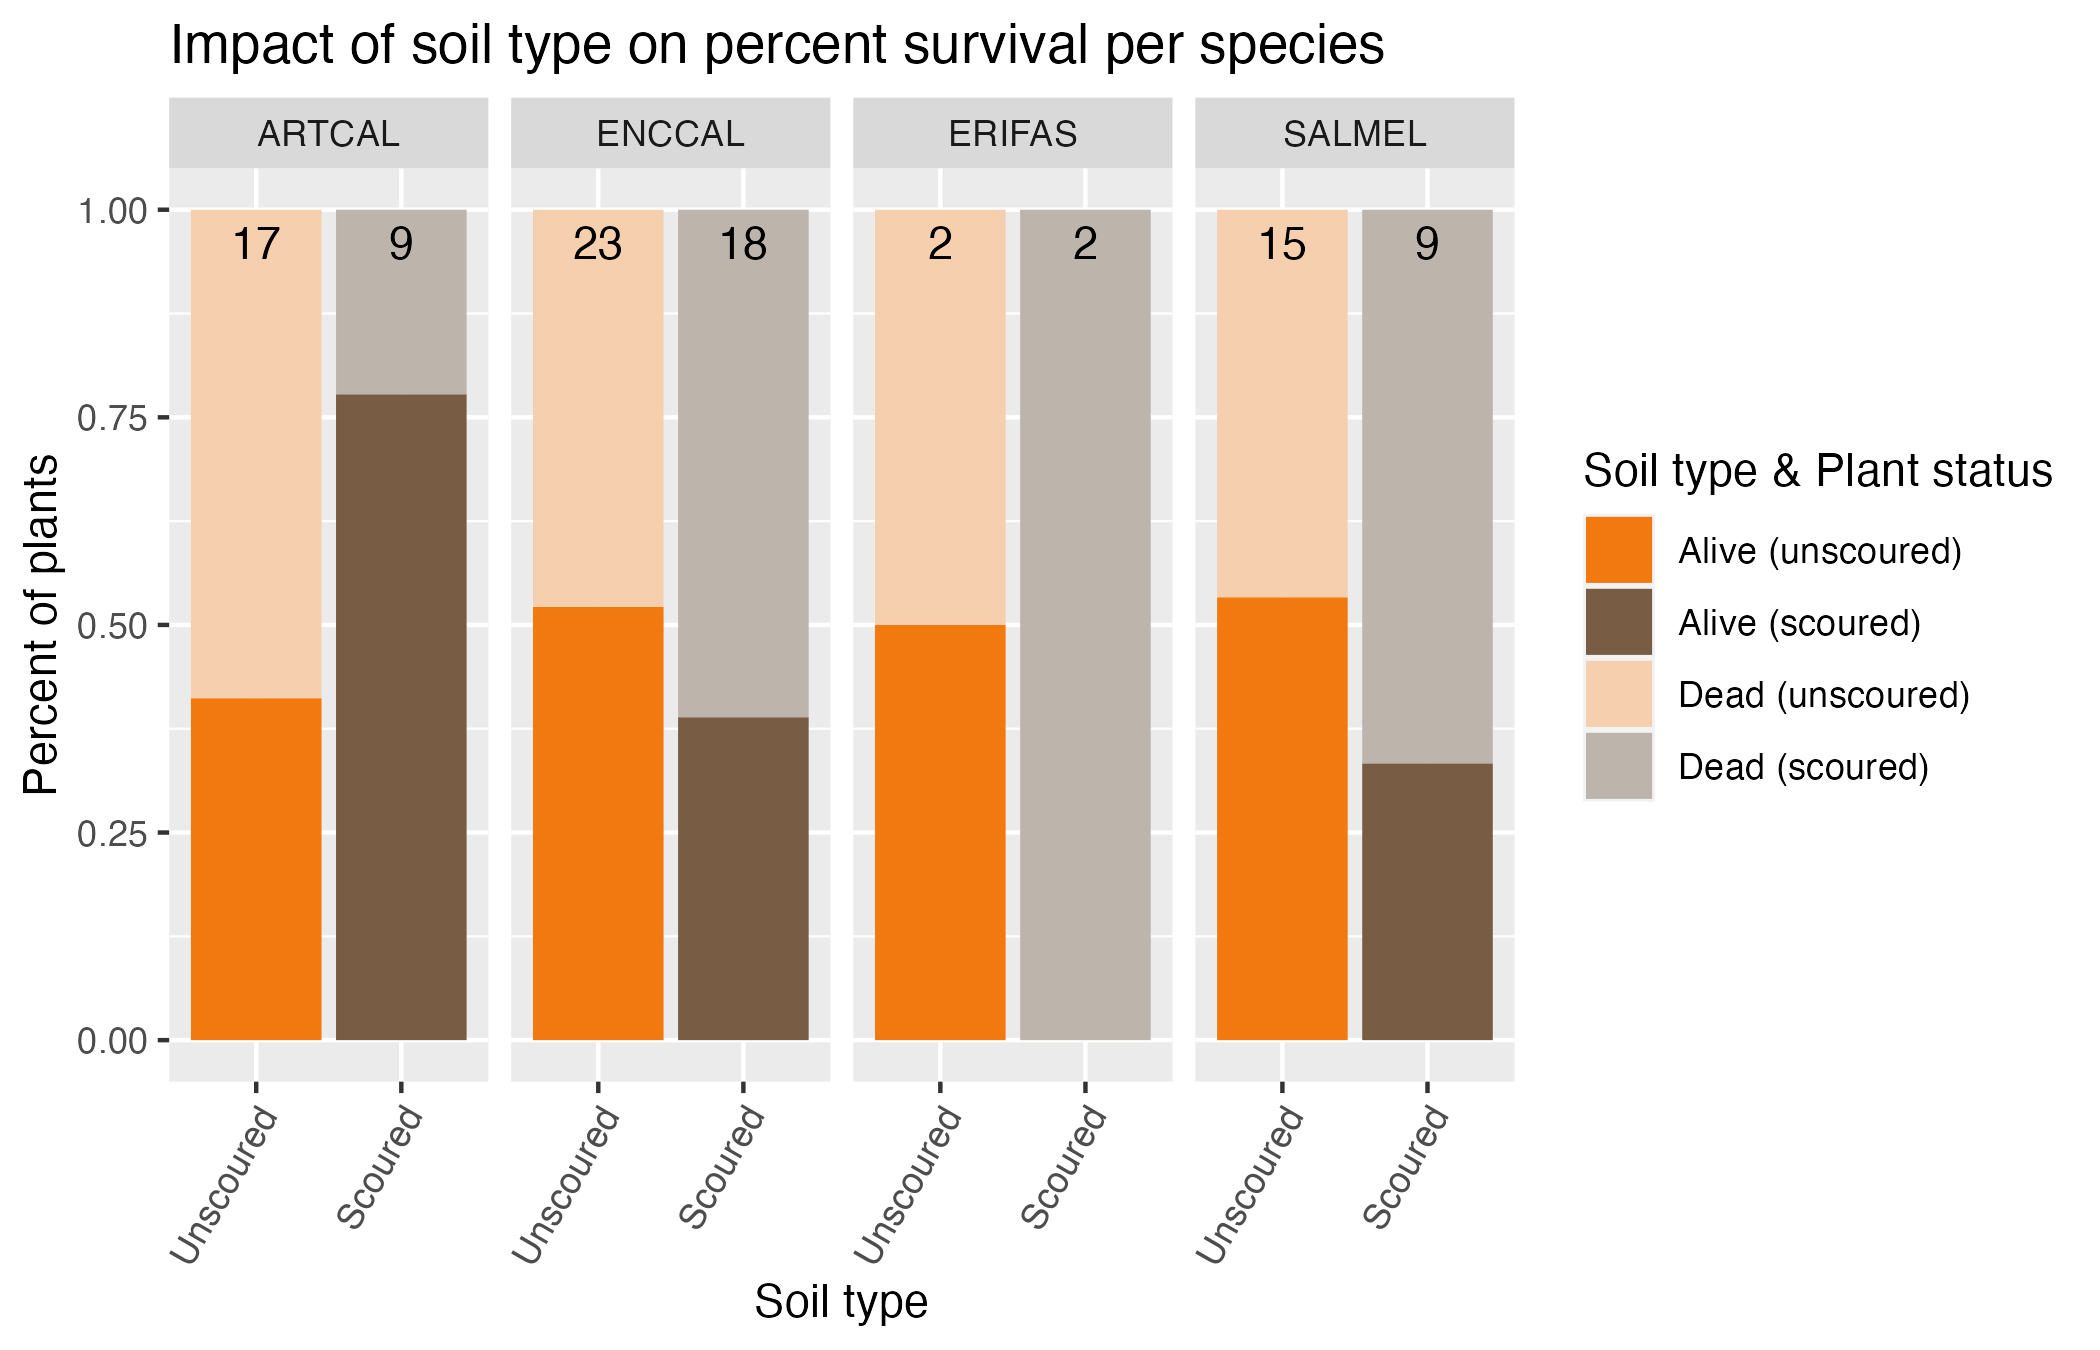 Impact of soil type on percent survival per species
ARTCAL ENCCAL ERIFAS SALMEL
17 9 23 18 2 2 15 9
1.00
0.75
0.50
0.25
0.00
Percent of plants
Unscoured Scoured Unscoured Scoured Unscoured Scoured Unscoured Scoured
Soil type
Soil type & Plant status
Alive (unscoured)
Alive (scoured)
Dead (unscoured)
Dead (scoured)